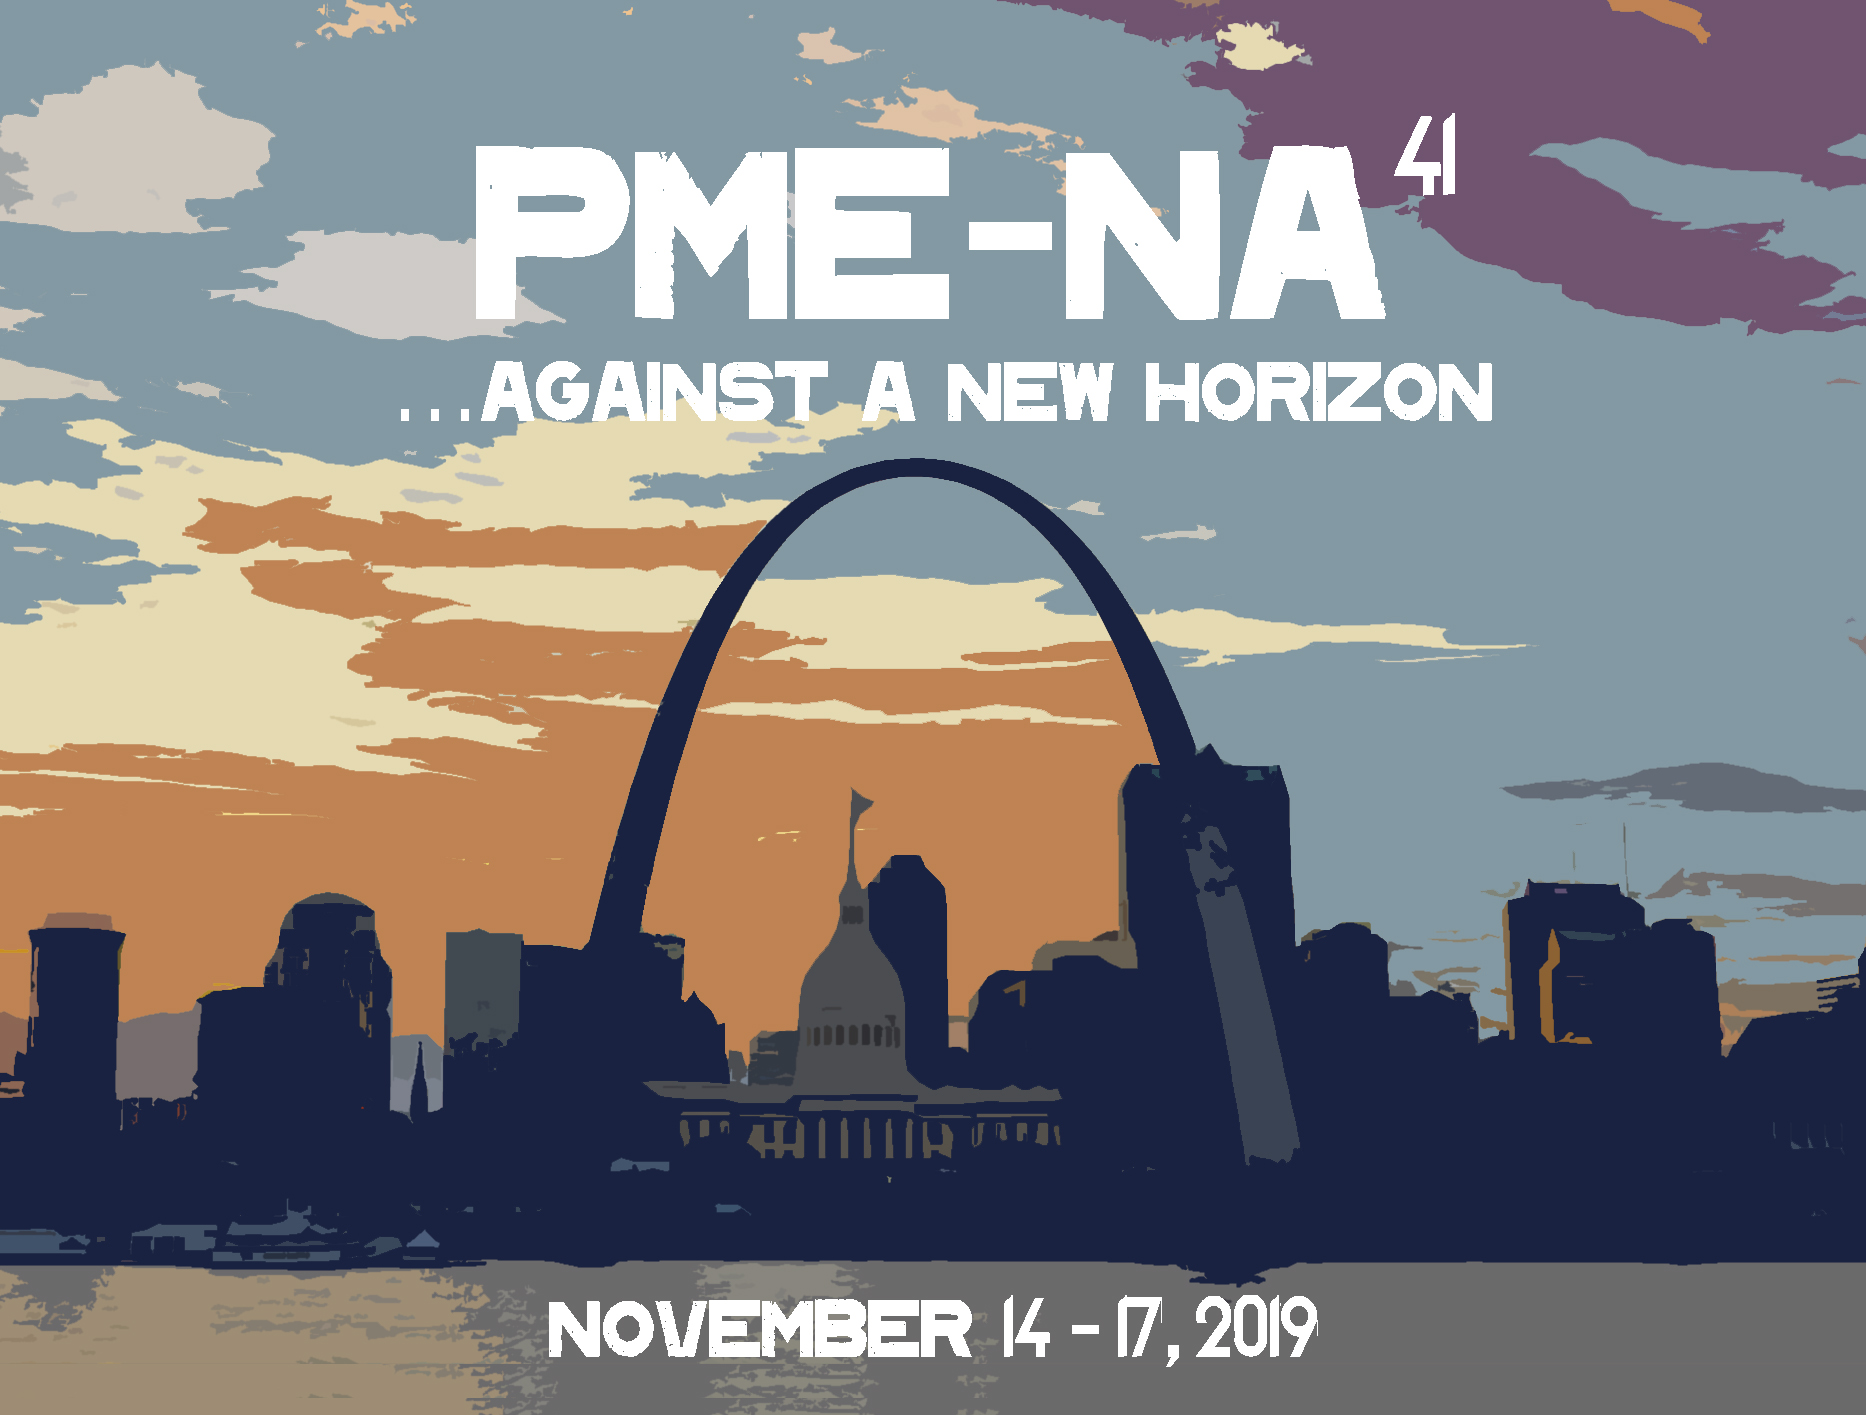 PME-NA 41
...AGAINST A NEW HORIZON
NOVEMBER 14 - 17, 2019